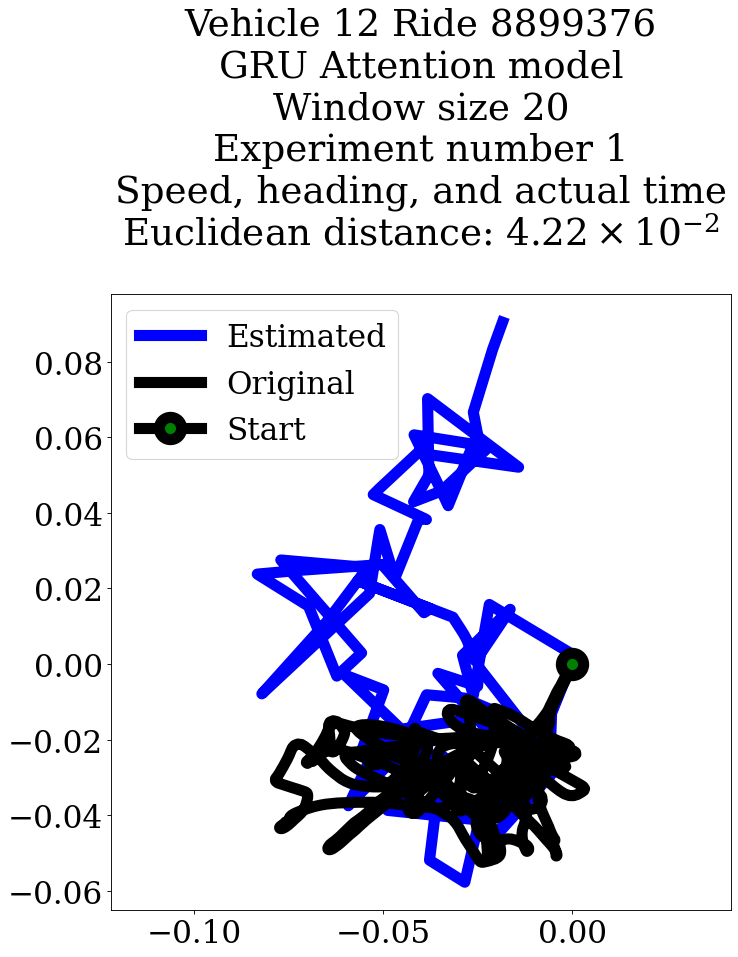 Vehicle 12 Ride 8899376
GRU Attention model
Window size 20
Experiment number 1
Speed, heading, and actual time
Euclidean distance: 4.22 × 10⁻²
Estimated
Original
Start
0.08
0.06
0.04
0.02
0.00
−0.02
−0.04
−0.06
−0.10 −0.05 0.00